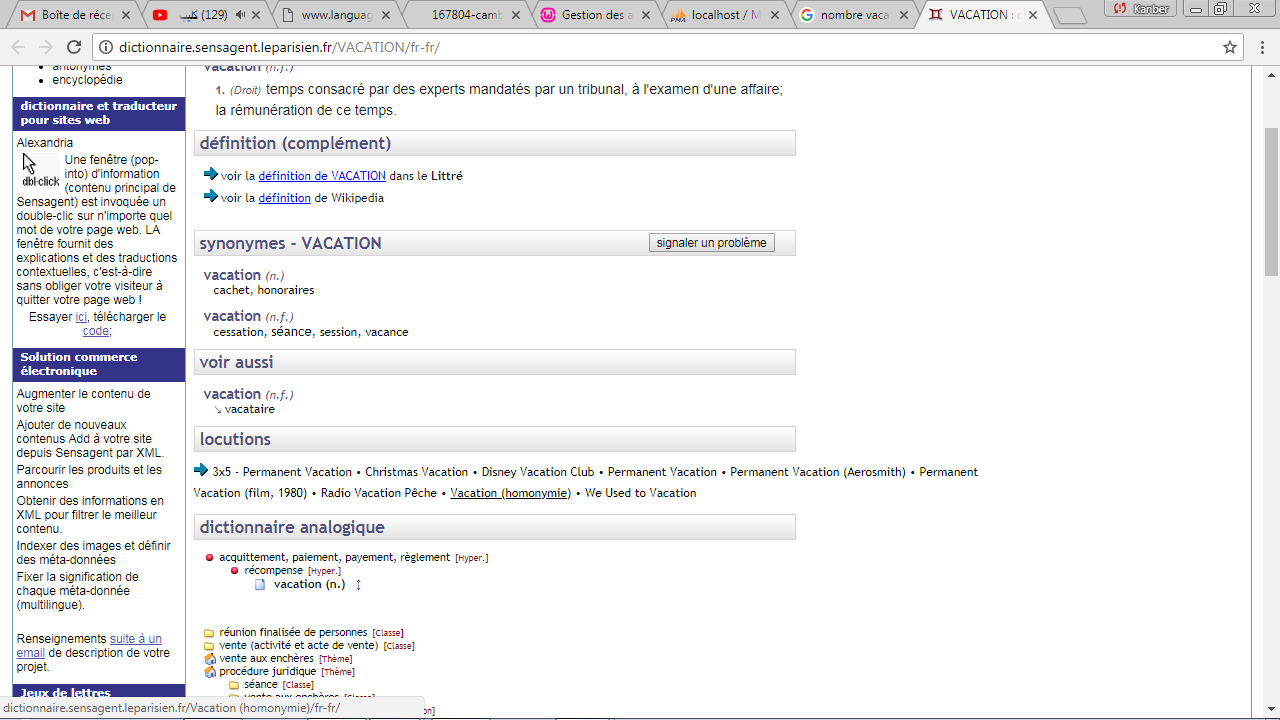 Boîte de récep
(129) كيف
www.languag
167804-camb
Gestion des a
localhost / M
nombre vaca
VACATION : d
Kanber
dictionnaire.sensagent.leparisien.fr/VACATION/fr-fr/
antonymes
encyclopédie
dictionnaire et traducteur
pour sites web
Alexandria
dbl-click
Une fenêtre (pop-
into) d'information
(contenu principal de
Sensagent) est invoquée un
double-clic sur n'importe quel
mot de votre page web. LA
fenêtre fournit des
explications et des traductions
contextuelles, c'est-à-dire
sans obliger votre visiteur à
quitter votre page web !
Essayer ici, télécharger le
code;
Solution commerce
électronique
Augmenter le contenu de
votre site
Ajouter de nouveaux
contenus Add à votre site
depuis Sensagent par XML.
Parcourir les produits et les
annonces
Obtenir des informations en
XML pour filtrer le meilleur
contenu.
Indexer des images et définir
des méta-données
Fixer la signification de
chaque méta-donnée
(multilingue).
Renseignements suite à un
email de description de votre
projet.
Jeux de lettres
vacation (n.f.)
1. (Droit) temps consacré par des experts mandatés par un tribunal, à l'examen d'une affaire;
la rémunération de ce temps.
définition (complément)
voir la définition de VACATION dans le Littré
voir la définition de Wikipedia
synonymes - VACATION
signaler un problème
vacation (n.)
cachet, honoraires
vacation (n.f.)
cessation, séance, session, vacance
voir aussi
vacation (n.f.)
↘ vacataire
locutions
3x5 - Permanent Vacation • Christmas Vacation • Disney Vacation Club • Permanent Vacation • Permanent Vacation (Aerosmith) • Permanent
Vacation (film, 1980) • Radio Vacation Pêche • Vacation (homonymie) • We Used to Vacation
dictionnaire analogique
acquittement, paiement, payement, règlement [Hyper.]
récompense [Hyper.]
vacation (n.) ↕
réunion finalisée de personnes [Classe]
vente (activité et acte de vente) [Classe]
vente aux enchères [Thème]
procédure juridique [Thème]
séance [Classe]
vente aux enchères [Classe]
dictionnaire.sensagent.leparisien.fr/Vacation (homonymie)/fr-fr/